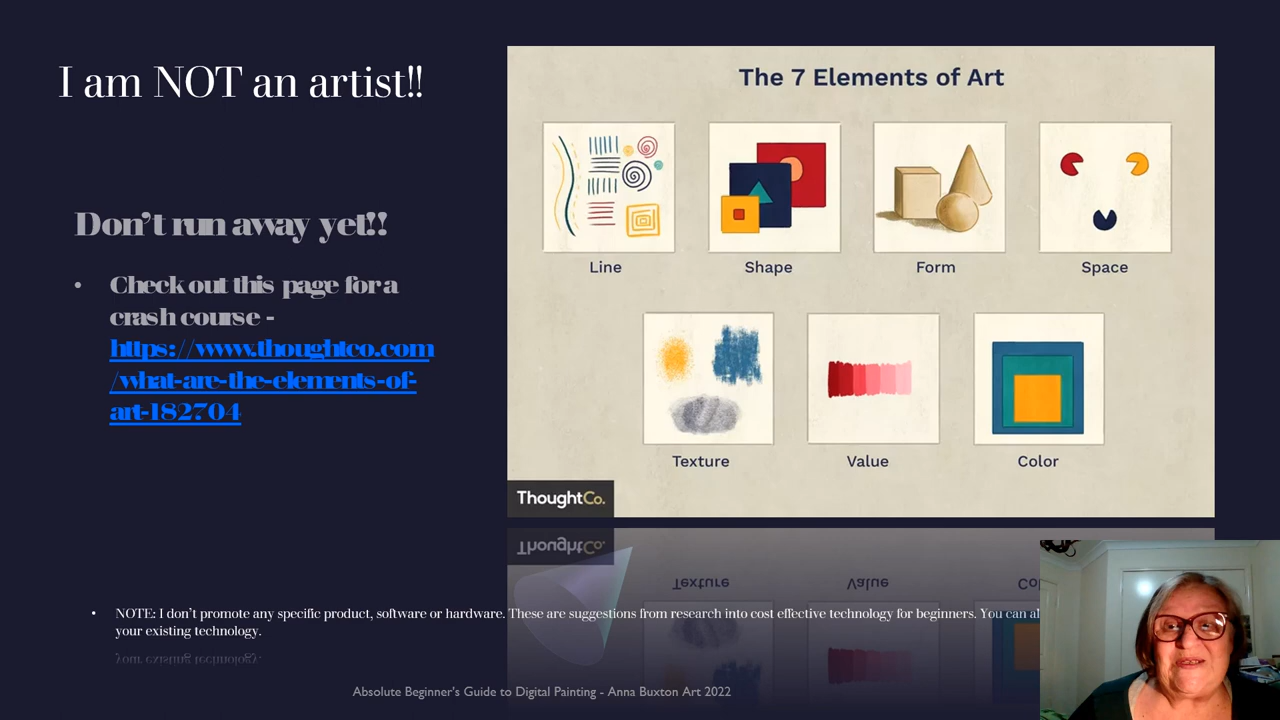 I am NOT an artist!!
Don't run away yet!!
• Check out this page for a
crash course -
https://www.thoughtco.com
/what-are-the-elements-of-
art-182704
The 7 Elements of Art
Line
Shape
Form
Space
Texture
Value
Color
ThoughtCo.
• NOTE: I don't promote any specific product, software or hardware. These are suggestions from research into cost effective technology for beginners. You can
your existing technology.
Absolute Beginner's Guide to Digital Painting - Anna Buxton Art 2022